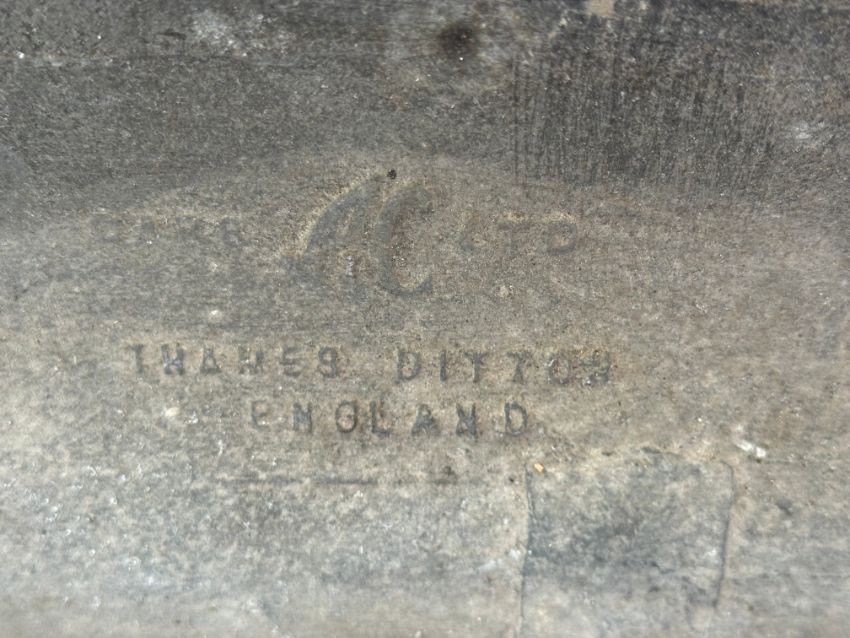 CARS AC LTD
THAMES DITTON
ENGLAND